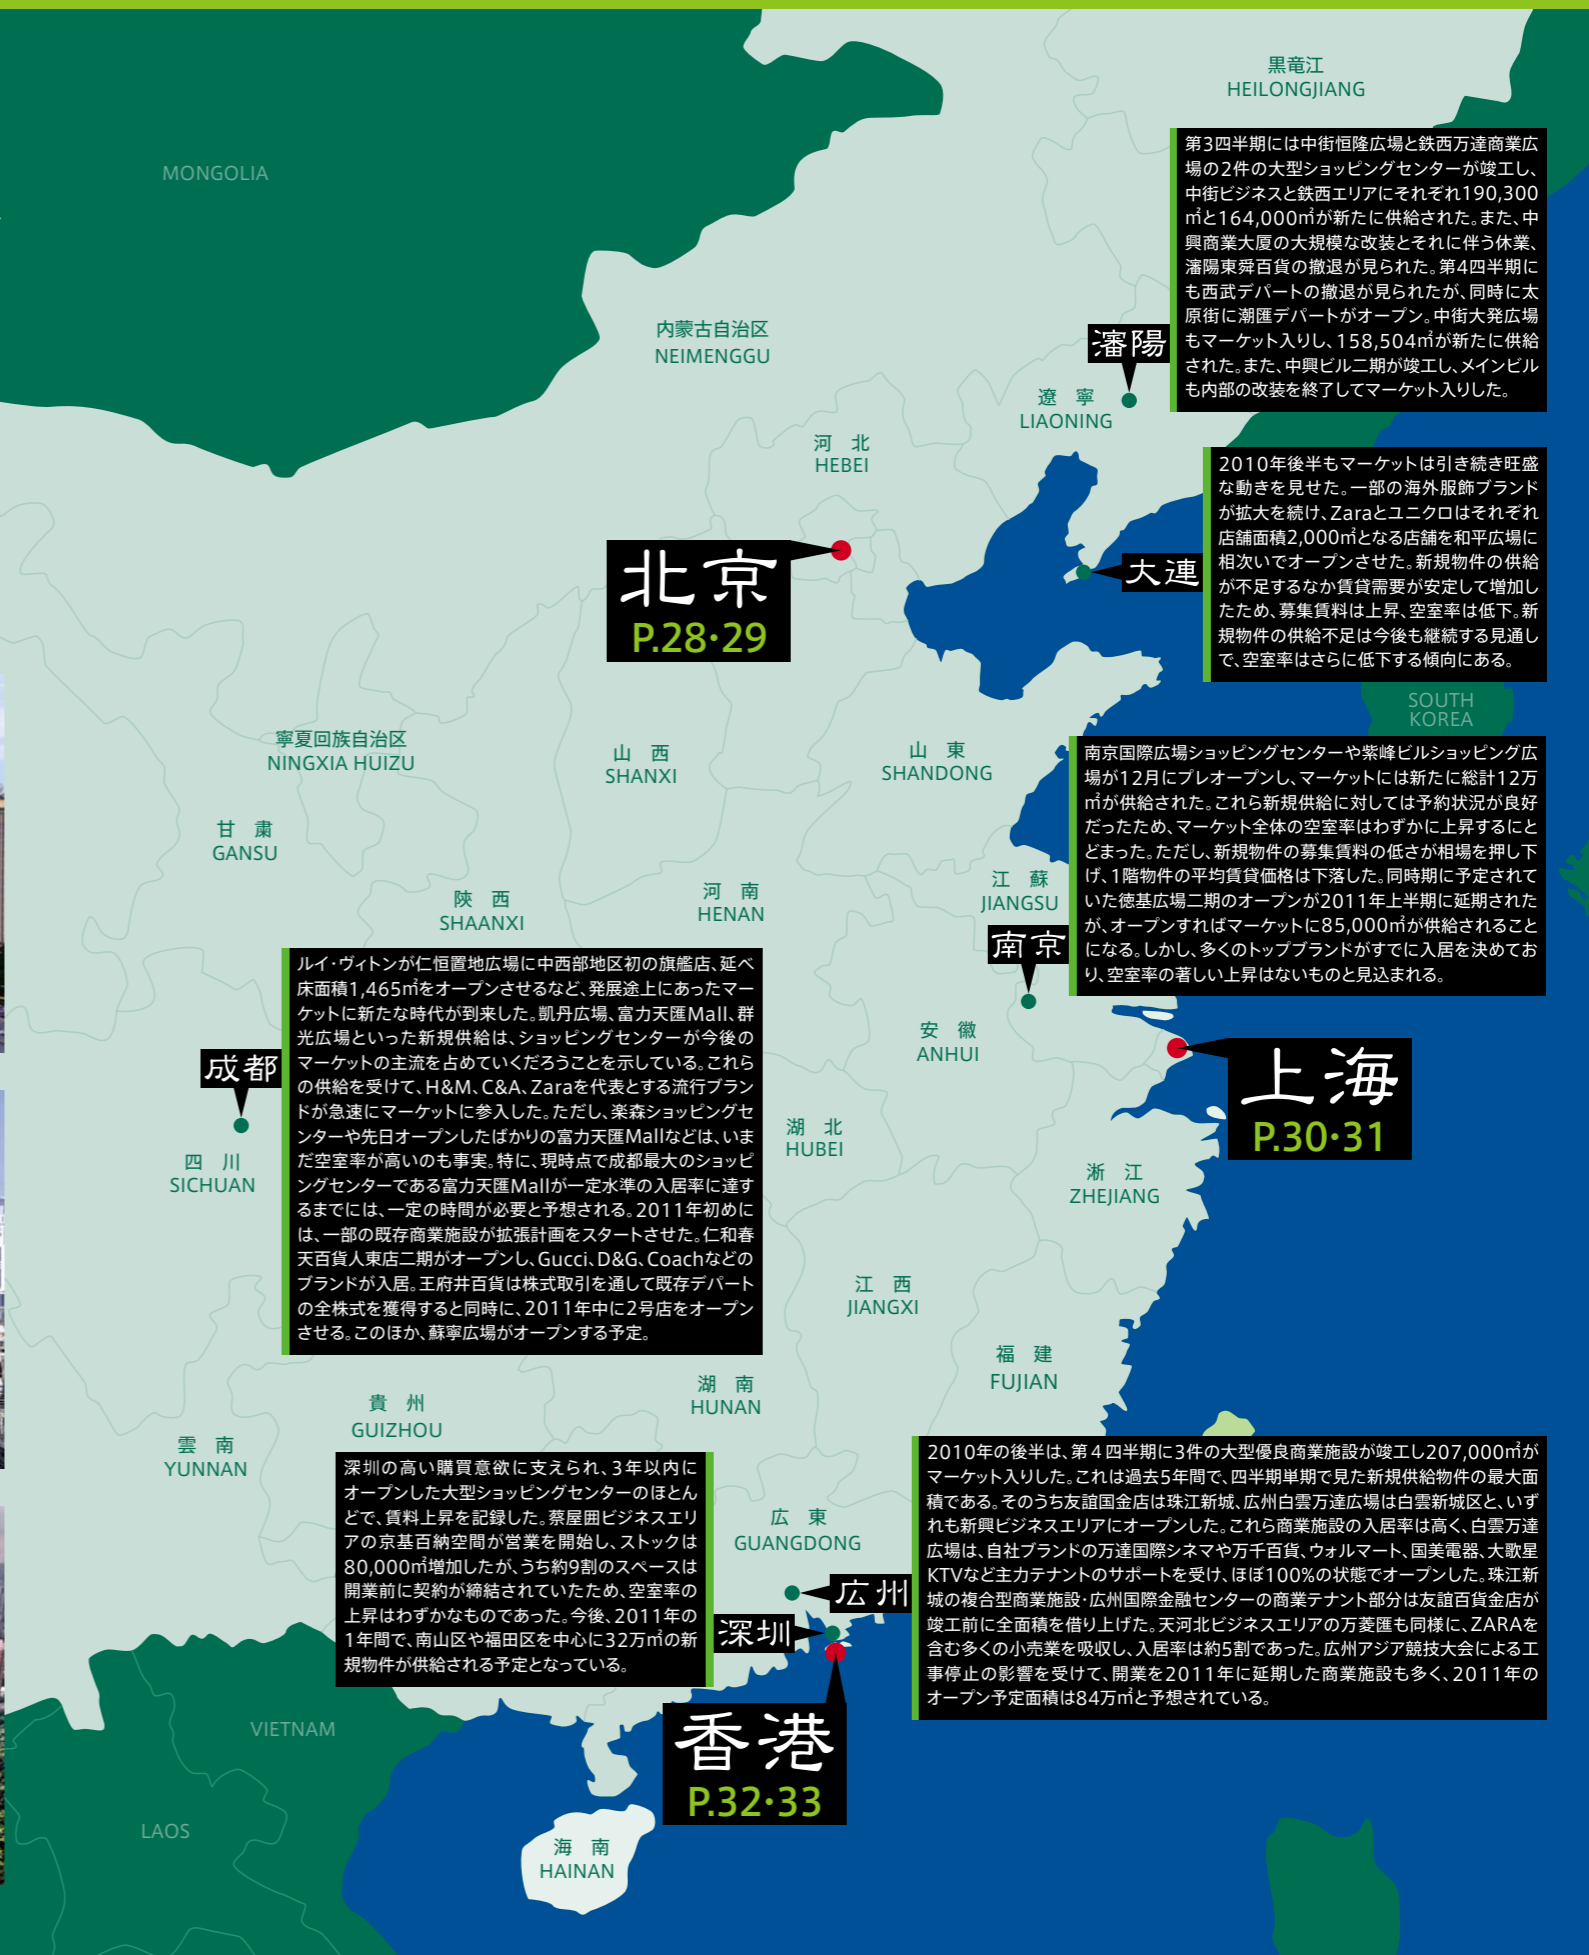 黒竜江
HEILONGJIANG
MONGOLIA
第3四半期には中街恒隆広場と鉄西万達商業広
場の2件の大型ショッピングセンターが竣工し、
中街ビジネスと鉄西エリアにそれぞれ190,300
㎡と164,000㎡が新たに供給された。また、中
興商業大厦の大規模な改装とそれに伴う休業、
瀋陽東舜百貨の撤退が見られた。第4四半期に
も西武デパートの撤退が見られたが、同時に太
原街に潮匯デパートがオープン。中街大発広場
もマーケット入りし、158,504㎡が新たに供給
された。また、中興ビル二期が竣工し、メインビル
も内部の改装を終了してマーケット入りした。
内蒙古自治区
NEIMENGGU
瀋陽
遼 寧
LIAONING
河 北
HEBEI
2010年後半もマーケットは引き続き旺盛
な動きを見せた。一部の海外服飾ブランド
が拡大を続け、Zaraとユニクロはそれぞれ
店舗面積2,000㎡となる店舗を和平広場に
相次いでオープンさせた。新規物件の供給
が不足するなか賃貸需要が安定して増加し
たため、募集賃料は上昇、空室率は低下。新
規物件の供給不足は今後も継続する見通し
で、空室率はさらに低下する傾向にある。
北京
P.28・29
大連
SOUTH
KOREA
寧夏回族自治区
NINGXIA HUIZU
山 西
SHANXI
山 東
SHANDONG
南京国際広場ショッピングセンターや紫峰ビルショッピング広
場が12月にプレオープンし、マーケットには新たに総計12万
㎡が供給された。これら新規供給に対しては予約状況が良好
だったため、マーケット全体の空室率はわずかに上昇するにと
どまった。ただし、新規物件の募集賃料の低さが相場を押し下
げ、1階物件の平均賃貸価格は下落した。同時期に予定されて
いた徳基広場二期のオープンが2011年上半期に延期された
が、オープンすればマーケットに85,000㎡が供給されること
になる。しかし、多くのトップブランドがすでに入居を決めてお
り、空室率の著しい上昇はないものと見込まれる。
甘 粛
GANSU
陝 西
SHAANXI
河 南
HENAN
江 蘇
JIANGSU
南京
ルイ・ヴィトンが仁恒置地広場に中西部地区初の旗艦店、延べ
床面積1,465㎡をオープンさせるなど、発展途上にあったマー
ケットに新たな時代が到来した。凱丹広場、富力天匯Mall、群
光広場といった新規供給は、ショッピングセンターが今後の
マーケットの主流を占めていくだろうことを示している。これら
の供給を受けて、H&M、C&A、Zaraを代表とする流行ブラン
ドが急速にマーケットに参入した。ただし、楽森ショッピングセ
ンターや先日オープンしたばかりの富力天匯Mallなどは、いま
だ空室率が高いのも事実。特に、現時点で成都最大のショッピ
ングセンターである富力天匯Mallが一定水準の入居率に達す
るまでには、一定の時間が必要と予想される。2011年初めに
は、一部の既存商業施設が拡張計画をスタートさせた。仁和春
天百貨人東店二期がオープンし、Gucci、D&G、Coachなどの
ブランドが入居。王府井百貨は株式取引を通して既存デパート
の全株式を獲得すると同時に、2011年中に2号店をオープン
させる。このほか、蘇寧広場がオープンする予定。
成都
四 川
SICHUAN
安 徽
ANHUI
上海
P.30・31
湖 北
HUBEI
浙 江
ZHEJIANG
江 西
JIANGXI
福 建
FUJIAN
湖 南
HUNAN
貴 州
GUIZHOU
雲 南
YUNNAN
深圳の高い購買意欲に支えられ、3年以内に
オープンした大型ショッピングセンターのほとん
どで、賃料上昇を記録した。蔡屋囲ビジネスエリ
アの京基百納空間が営業を開始し、ストックは
80,000㎡増加したが、うち約9割のスペースは
開業前に契約が締結されていたため、空室率の
上昇はわずかなものであった。今後、2011年の
1年間で、南山区や福田区を中心に32万㎡の新
規物件が供給される予定となっている。
2010年の後半は、第4四半期に3件の大型優良商業施設が竣工し207,000㎡が
マーケット入りした。これは過去5年間で、四半期単期で見た新規供給物件の最大面
積である。そのうち友誼国金店は珠江新城、広州白雲万達広場は白雲新城区と、いず
れも新興ビジネスエリアにオープンした。これら商業施設の入居率は高く、白雲万達
広場は、自社ブランドの万達国際シネマや万千百貨、ウォルマート、国美電器、大歌星
KTVなど主力テナントのサポートを受け、ほぼ100%の状態でオープンした。珠江新
城の複合型商業施設・広州国際金融センターの商業テナント部分は友誼百貨金店が
竣工前に全面積を借り上げた。天河北ビジネスエリアの万菱匯も同様に、ZARAを
含む多くの小売業を吸収し、入居率は約5割であった。広州アジア競技大会による工
事停止の影響を受けて、開業を2011年に延期した商業施設も多く、2011年の
オープン予定面積は84万㎡と予想されている。
広 東
GUANGDONG
広州
深圳
香港
P.32・33
VIETNAM
LAOS
海 南
HAINAN